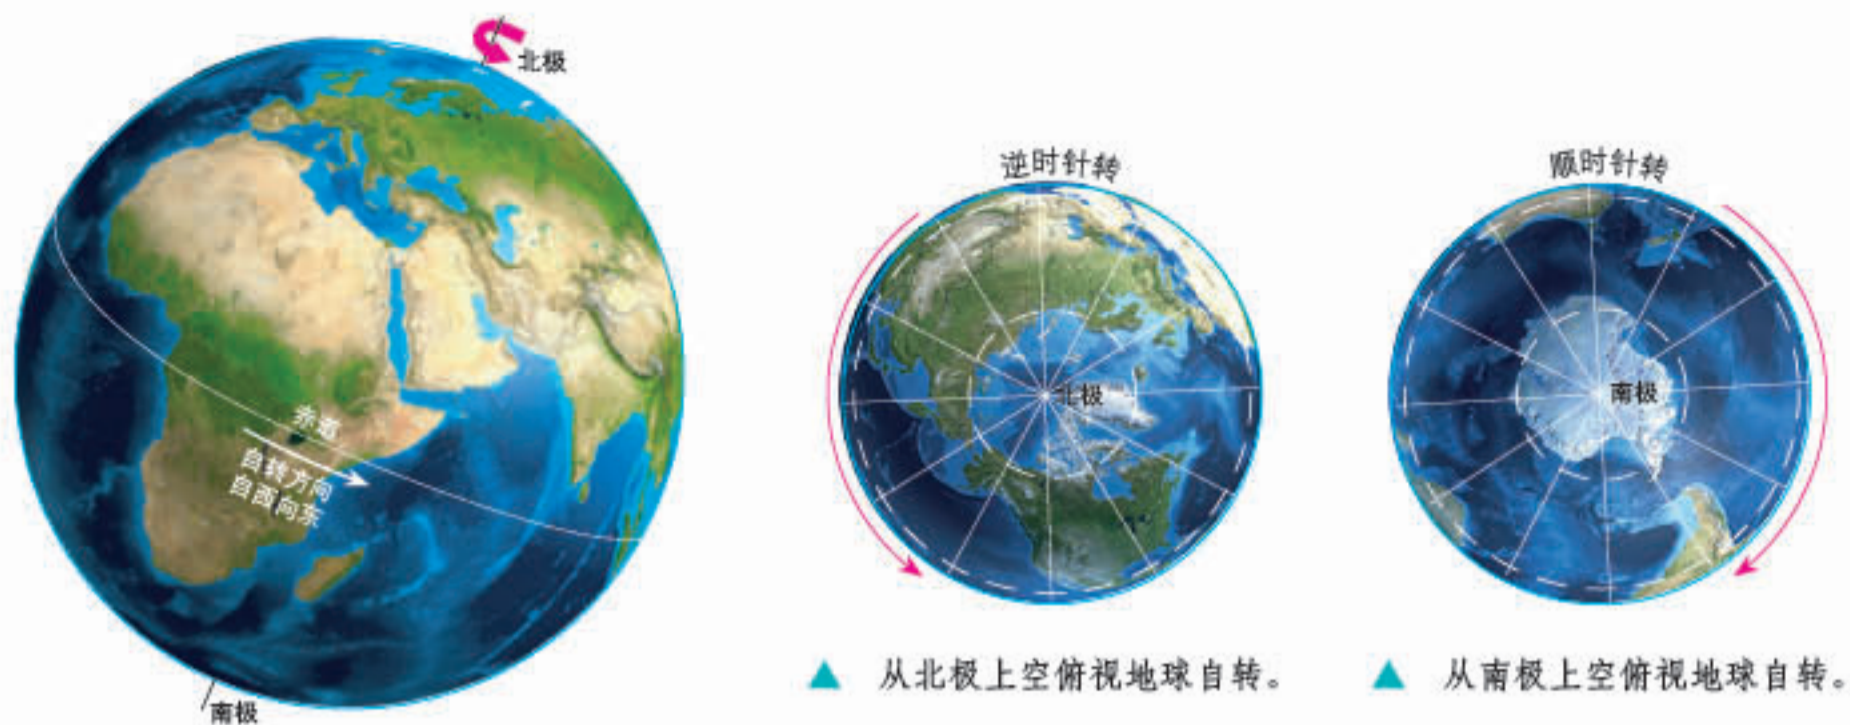 北极
赤道
自转方向
自西向东
南极
逆时针转
北极
▲ 从北极上空俯视地球自转。
顺时针转
南极
▲ 从南极上空俯视地球自转。